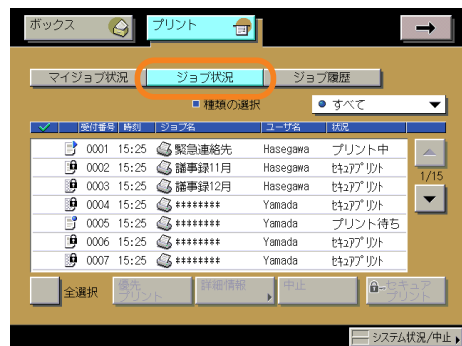 ボックス プリント
マイジョブ状況 ジョブ状況 ジョブ履歴
種類の選択 すべて
受付番号 時刻 ジョブ名 ユーザ名 状況
0001 15:25 緊急連絡先 Hasegawa プリント中
0002 15:25 議事録11月 Hasegawa ｾｷｭｱﾌﾟﾘﾝﾄ
0003 15:25 議事録12月 Hasegawa ｾｷｭｱﾌﾟﾘﾝﾄ
0004 15:25 ******** Yamada ｾｷｭｱﾌﾟﾘﾝﾄ
0005 15:25 ******** Yamada プリント待ち
0006 15:25 ******** Yamada ｾｷｭｱﾌﾟﾘﾝﾄ
0007 15:25 ******** Yamada ｾｷｭｱﾌﾟﾘﾝﾄ
1/15
全選択 優先プリント 詳細情報 中止 セキュアプリント
システム状況/中止